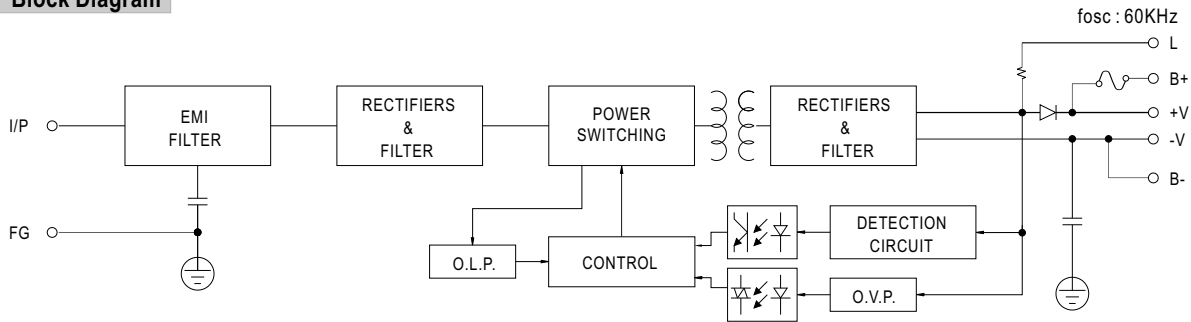 Block Diagram
fosc : 60KHz
L
B+
I/P
EMI
FILTER
RECTIFIERS
&
FILTER
POWER
SWITCHING
RECTIFIERS
&
FILTER
+V
-V
B-
FG
O.L.P.
CONTROL
DETECTION
CIRCUIT
O.V.P.